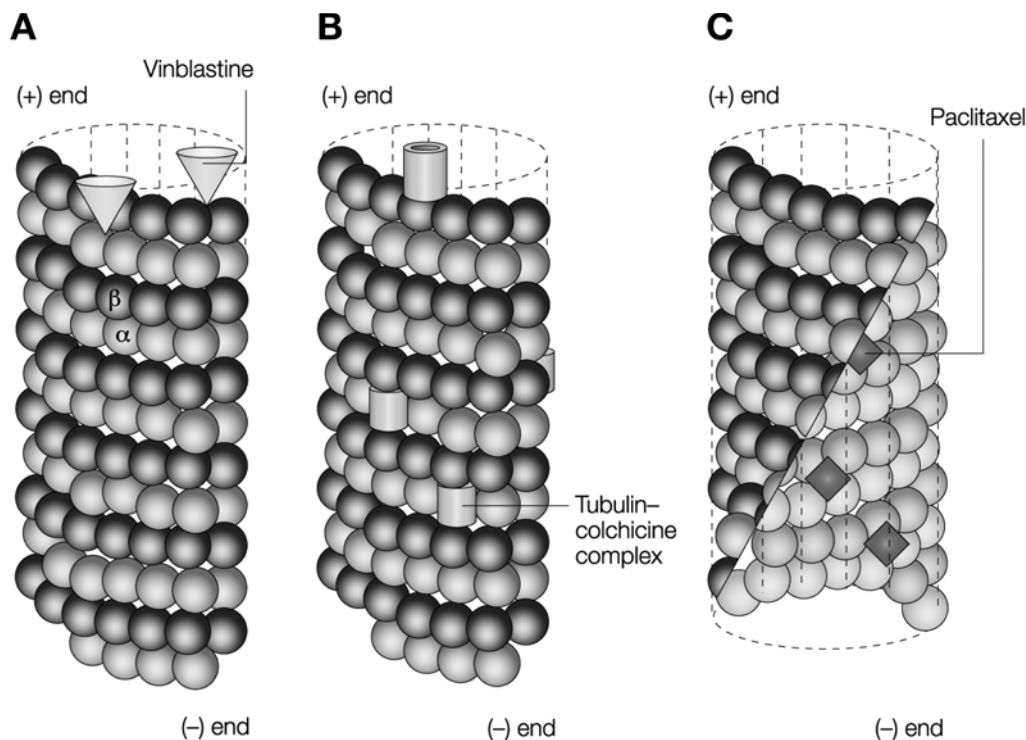 A
B
C
Vinblastine
(+) end
(+) end
(+) end
Paclitaxel
β
α
Tubulin–
colchicine
complex
(–) end
(–) end
(–) end